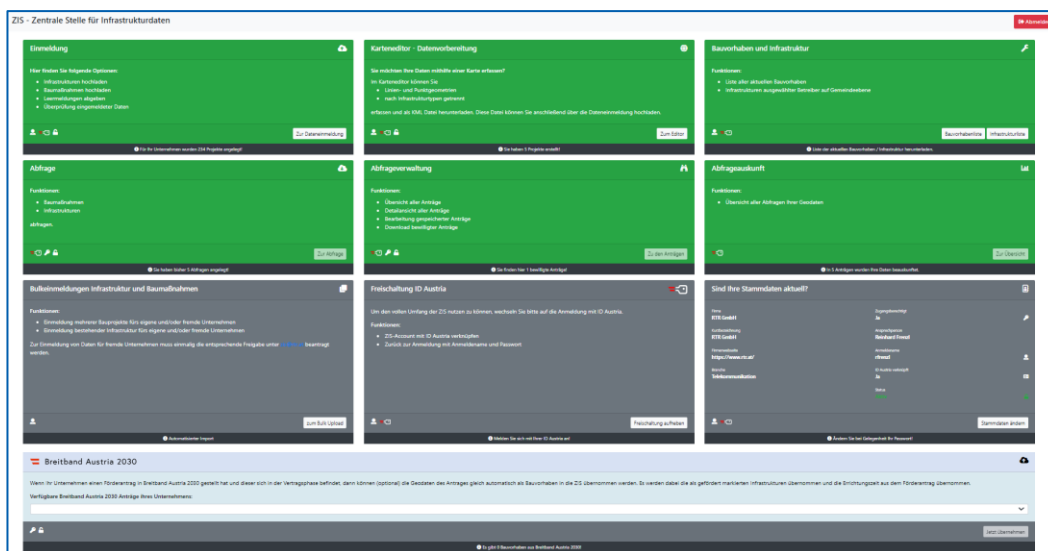 ZIS - Zentrale Stelle für Infrastrukturdaten
Abmelden
Einmeldung
Hier finden Sie folgende Optionen:
Infrastrukturen hochladen
Baumaßnahmen hochladen
Leermeldungen abgeben
Überprüfung eingemeldeter Daten
Zur Dateneinmeldung
Für Ihr Unternehmen wurden 234 Projekte angelegt!
Karteneditor - Datenvorbereitung
Sie möchten Ihre Daten mithilfe einer Karte erfassen?
Im Karteneditor können Sie
Linien- und Punktgeometrien
nach Infrastrukturtypen getrennt
erfassen und als KML Datei herunterladen. Diese Datei können Sie anschließend über die Dateneinmeldung hochladen.
Zum Editor
Sie haben 5 Projekte erstellt!
Bauvorhaben und Infrastruktur
Funktionen:
Liste aller aktuellen Bauvorhaben
Infrastrukturen ausgewählter Betreiber auf Gemeindeebene
Bauvorhabenliste
Infrastrukturliste
Liste der aktuellen Bauvorhaben / Infrastruktur herunterladen.
Abfrage
Funktionen:
Baumaßnahmen
Infrastrukturen
abfragen.
Zur Abfrage
Sie haben bisher 5 Abfragen angelegt!
Abfrageverwaltung
Funktionen:
Übersicht aller Anträge
Detailansicht aller Anträge
Bearbeitung gespeicherter Anträge
Download bewilligter Anträge
Zu den Anträgen
Sie finden hier 1 bewilligte Anträge!
Abfrageauskunft
Funktionen:
Übersicht aller Abfragen Ihrer Geodaten
Zur Übersicht
In 5 Anträgen wurden Ihre Daten beauskunftet.
Bulkeinmeldungen Infrastruktur und Baumaßnahmen
Funktionen:
Einmeldung mehrerer Bauprojekte fürs eigene und/oder fremde Unternehmen
Einmeldung bestehender Infrastruktur fürs eigene und/oder fremde Unternehmen
Zur Einmeldung von Daten für fremde Unternehmen muss einmalig die entsprechende Freigabe unter beantragt
werden.
zum Bulk Upload
Automatisierter Import
Freischaltung ID Austria
Um den vollen Umfang der ZIS nutzen zu können, wechseln Sie bitte auf die Anmeldung mit ID Austria.
Funktionen:
ZIS-Account mit ID Austria verknüpfen
Zurück zur Anmeldung mit Anmeldename und Passwort
Freischaltung aufheben
Melden Sie sich mit Ihrer ID Austria an!
Sind Ihre Stammdaten aktuell?
Firma
RTR GmbH
Zugangsberechtigt
Ja
Kurzbezeichnung
RTR GmbH
Ansprechperson
Reinhard Frend
Firmenwebseite
https://www.rtr.at/
Anmeldename
rfrend
Branche
Telekommunikation
ID Austria verknüpft
Ja
Status
Stammdaten ändern
Ändern Sie bei Gelegenheit Ihr Passwort!
Breitband Austria 2030
Wenn Ihr Unternehmen einen Förderantrag in Breitband Austria 2030 gestellt hat und dieser sich in der Vertragsphase befindet, dann können (optional) die Geodaten des Antrages gleich automatisch als Bauvorhaben in die ZIS übernommen werden. Es werden dabei die als gefördert markierten Infrastrukturen übernommen und die Errichtungszeit aus dem Förderantrag übernommen.
Verfügbare Breitband Austria 2030 Anträge Ihres Unternehmens:
Jetzt übernehmen
Es gibt 0 Bauvorhaben aus Breitband Austria 2030!